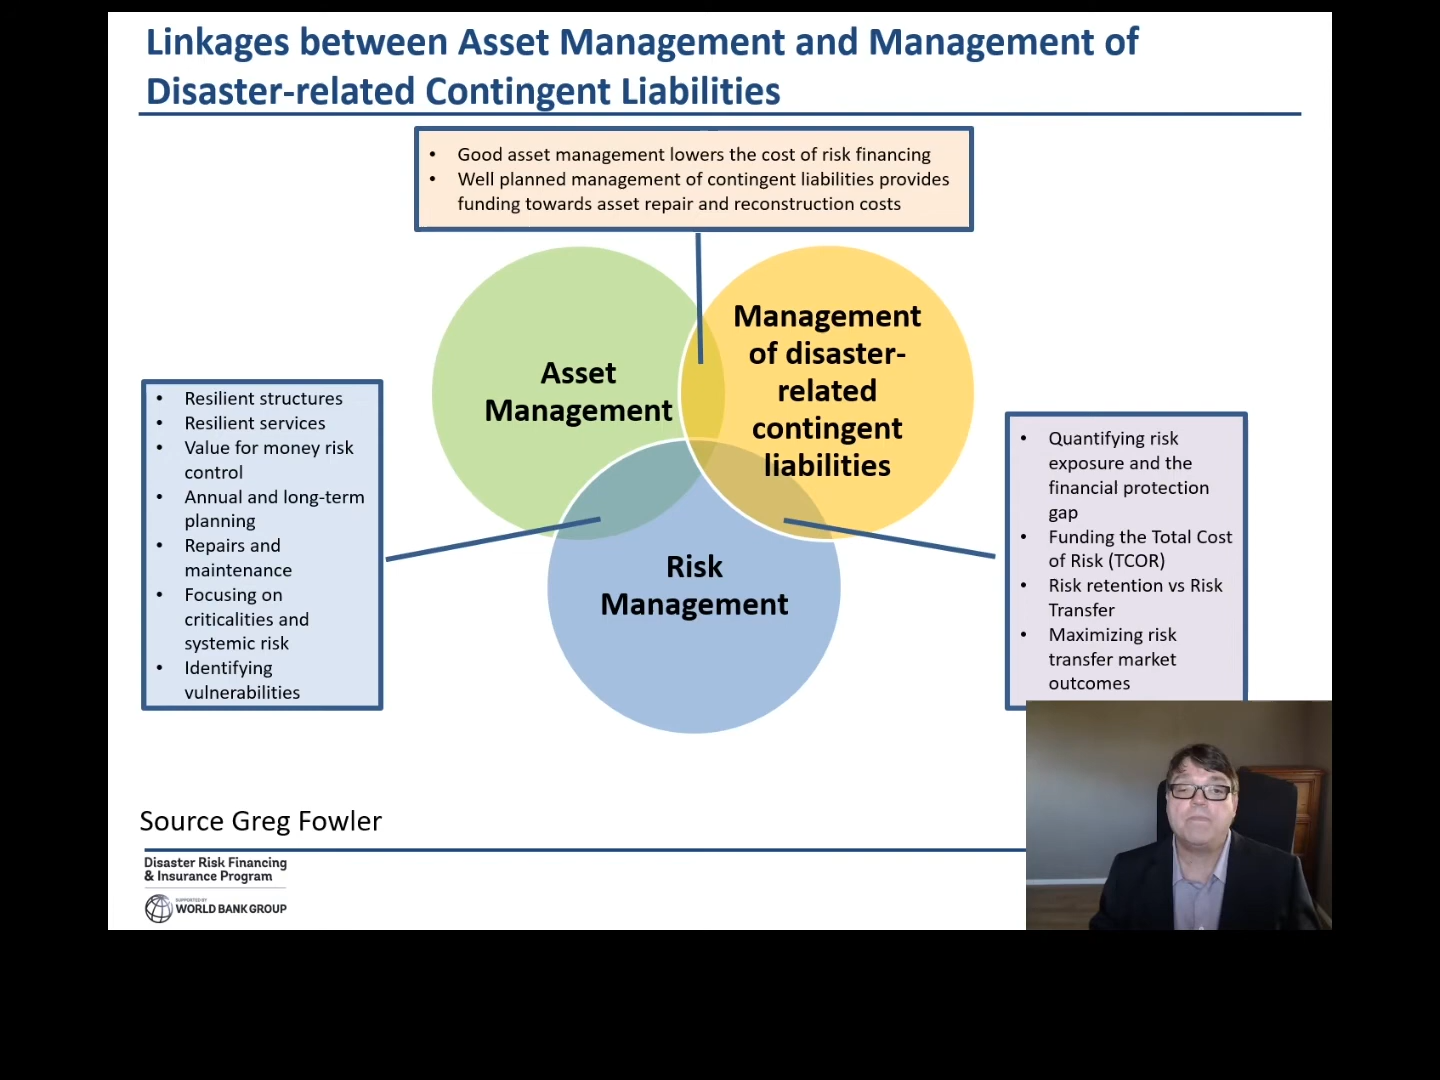 Linkages between Asset Management and Management of
Disaster-related Contingent Liabilities
• Good asset management lowers the cost of risk financing
• Well planned management of contingent liabilities provides
funding towards asset repair and reconstruction costs
Asset
Management
Management
of disaster-
related
contingent
liabilities
Risk
Management
• Resilient structures
• Resilient services
• Value for money risk
control
• Annual and long-term
planning
• Repairs and
maintenance
• Focusing on
criticalities and
systemic risk
• Identifying
vulnerabilities
• Quantifying risk
exposure and the
financial protection
gap
• Funding the Total Cost
of Risk (TCOR)
• Risk retention vs Risk
Transfer
• Maximizing risk
transfer market
outcomes
Source Greg Fowler
Disaster Risk Financing
& Insurance Program
SUPPORTED BY
WORLD BANK GROUP